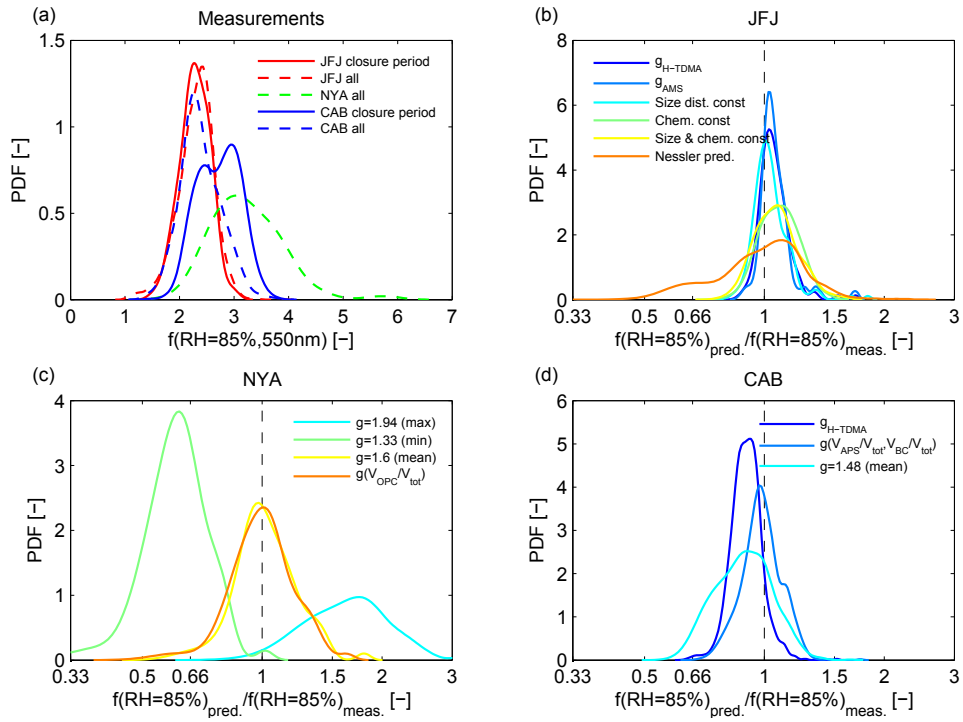 (a)
Measurements
1.5
1
0.5
0
PDF [−]
JFJ closure period
JFJ all
NYA all
CAB closure period
CAB all
0 1 2 3 4 5 6 7
f(RH=85%,550nm) [−]
(b)
JFJ
8
6
4
2
0
PDF [−]
gH−TDMA
gAMS
Size dist. const
Chem. const
Size & chem. const
Nessler pred.
0.33 0.5 0.66 1 1.5 2 3
f(RH=85%)pred./f(RH=85%)meas. [−]
(c)
NYA
4
3
2
1
0
PDF [−]
g=1.94 (max)
g=1.33 (min)
g=1.6 (mean)
g(VOPC/Vtot)
0.33 0.5 0.66 1 1.5 2 3
f(RH=85%)pred./f(RH=85%)meas. [−]
(d)
CAB
6
5
4
3
2
1
0
PDF [−]
gH−TDMA
g(VAPS/Vtot, VBC/Vtot)
g=1.48 (mean)
0.33 0.5 0.66 1 1.5 2 3
f(RH=85%)pred./f(RH=85%)meas. [−]